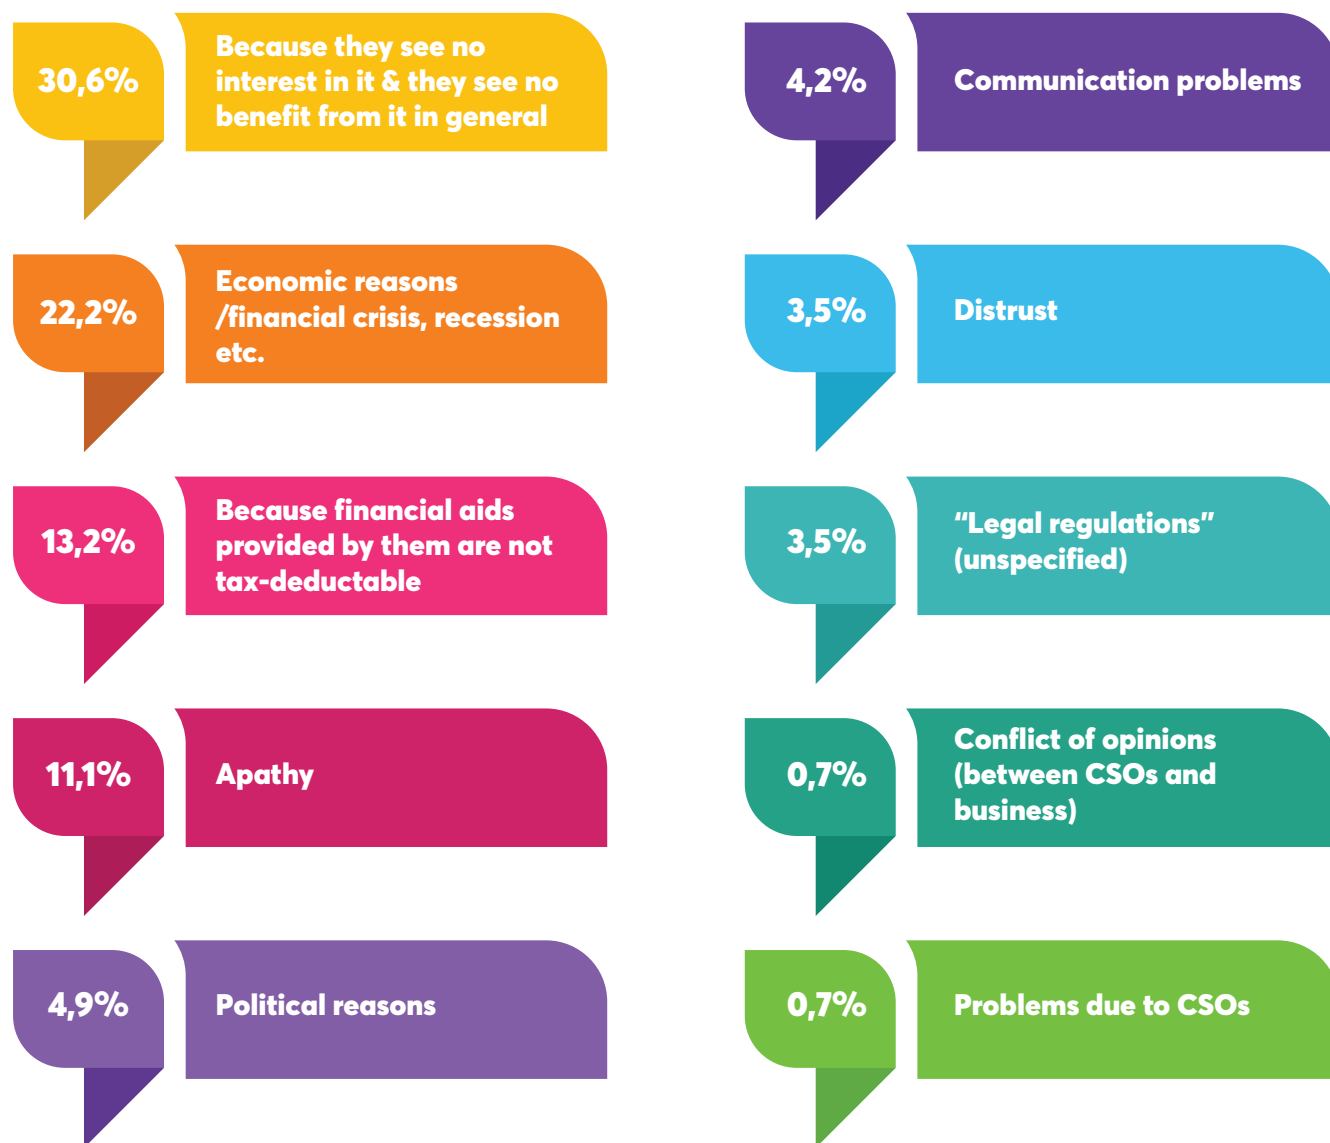 30,6%
Because they see no
interest in it & they see no
benefit from it in general
22,2%
Economic reasons
/financial crisis, recession
etc.
13,2%
Because financial aids
provided by them are not
tax-deductable
11,1%
Apathy
4,9%
Political reasons
4,2%
Communication problems
3,5%
Distrust
3,5%
“Legal regulations”
(unspecified)
0,7%
Conflict of opinions
(between CSOs and
business)
0,7%
Problems due to CSOs